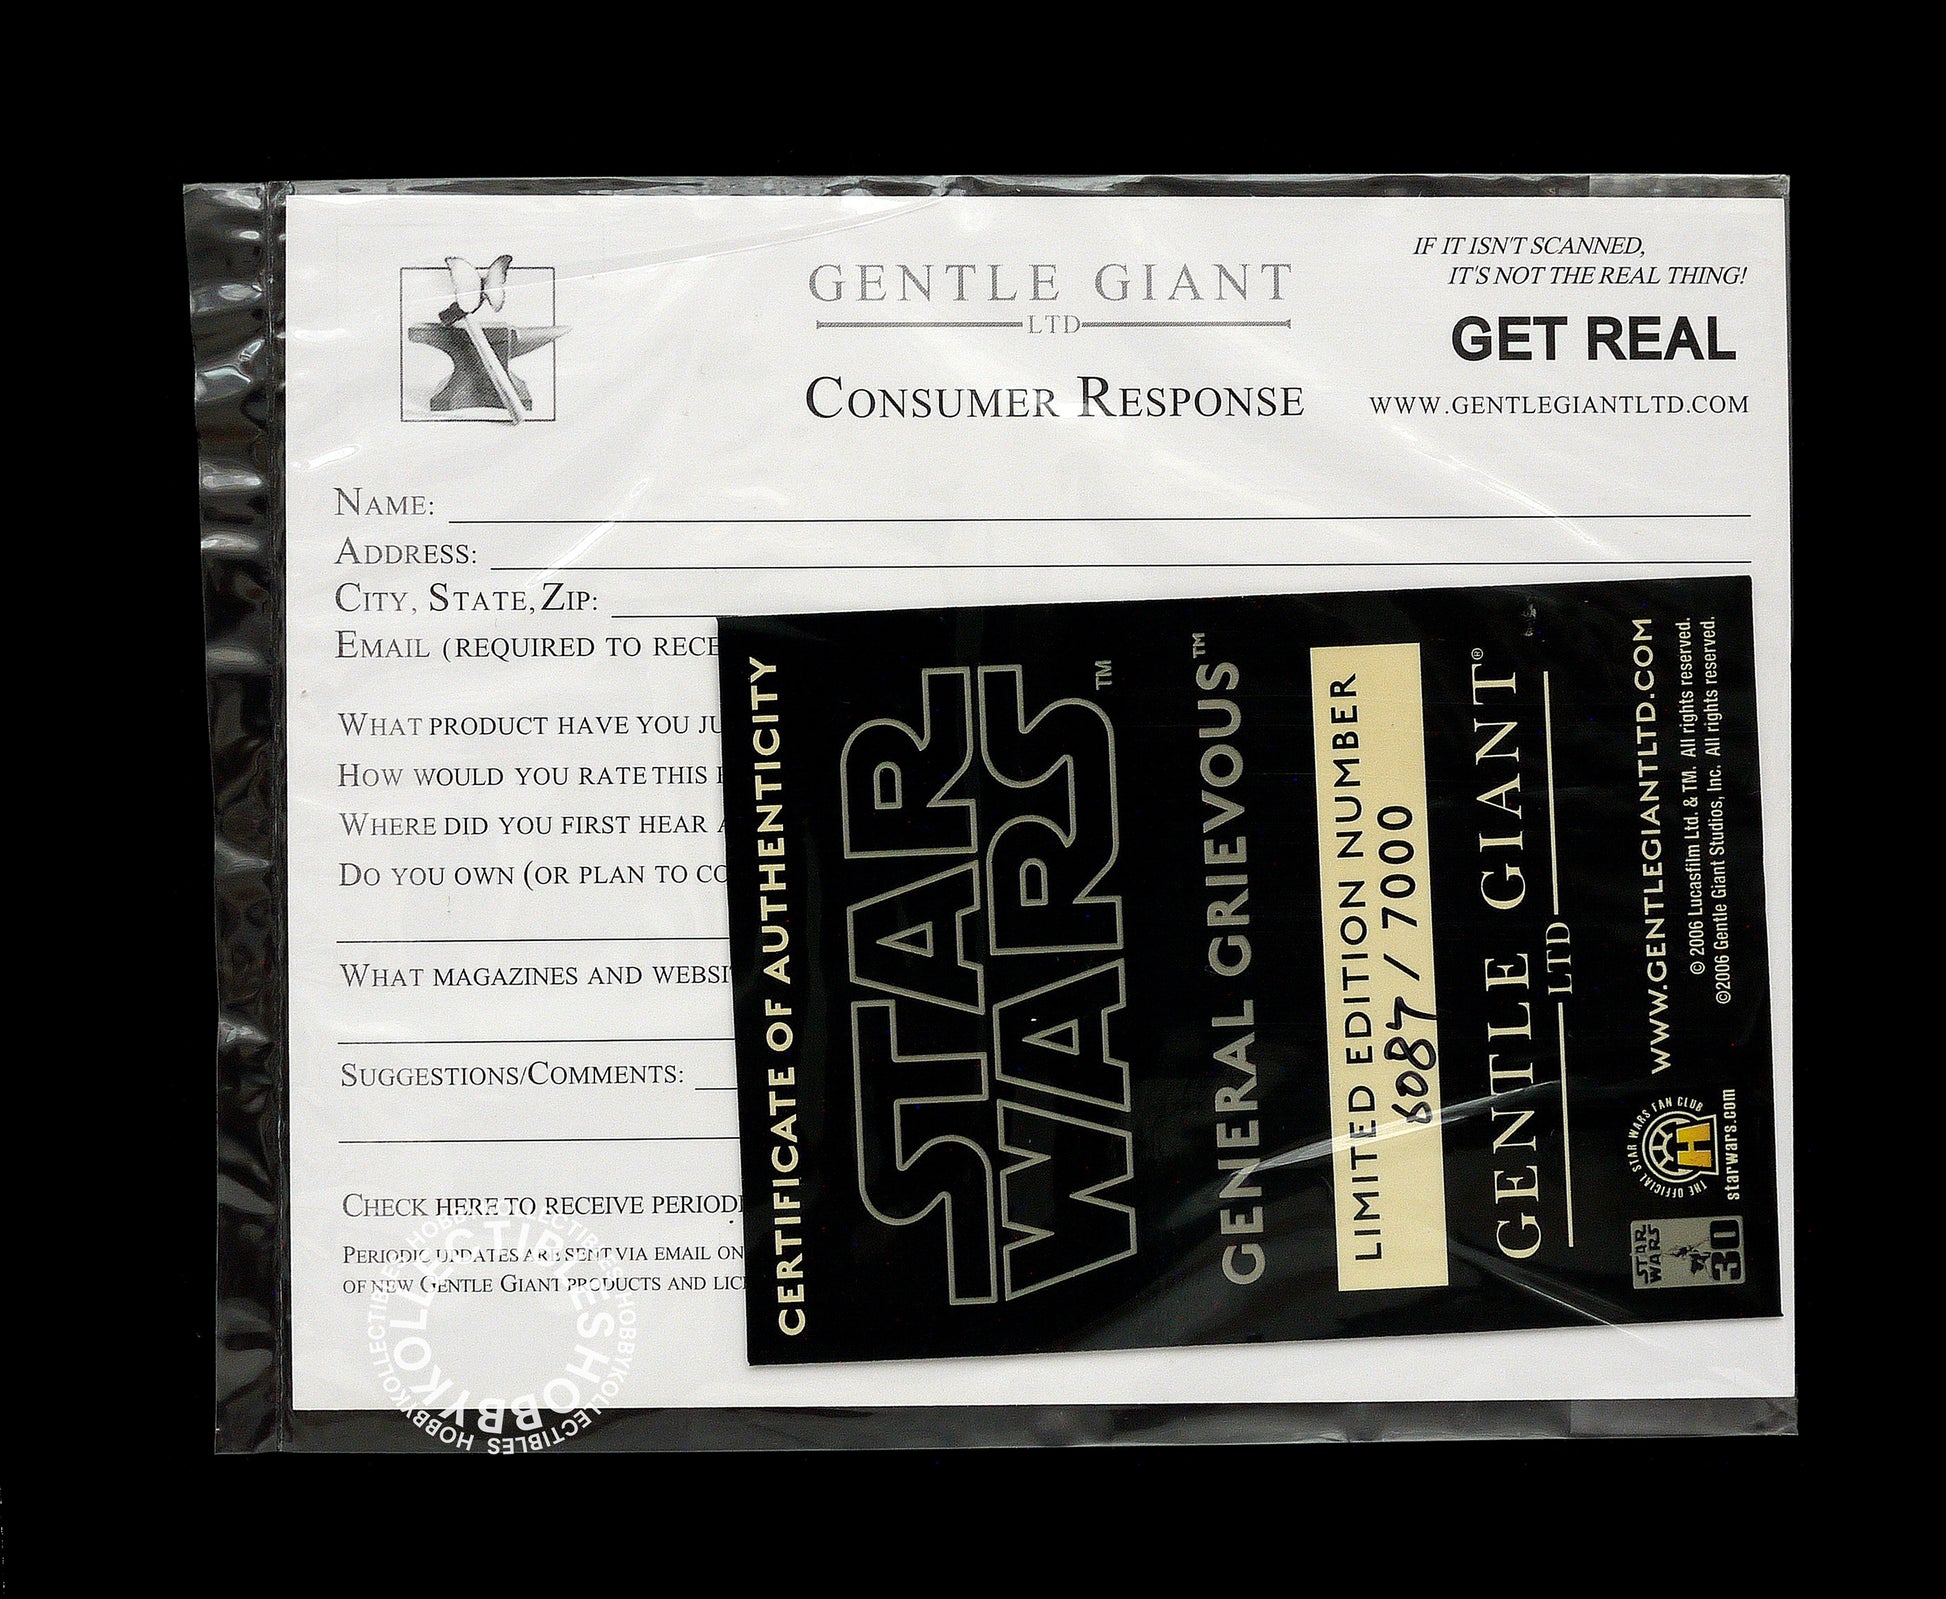 IF IT ISN'T SCANNED,
IT'S NOT THE REAL THING!
GENTLE GIANT
LTD
GET REAL
CONSUMER RESPONSE
WWW.GENTLEGIANTLTD.COM
NAME:
ADDRESS:
CITY, STATE, ZIP:
EMAIL (REQUIRED TO RECE
WHAT PRODUCT HAVE YOU JU
HOW WOULD YOU RATE THIS
WHERE DID YOU FIRST HEAR
DO YOU OWN (OR PLAN TO CO
WHAT MAGAZINES AND WEBSI
SUGGESTIONS/COMMENTS:
CHECK HERE TO RECEIVE PERIODI
PERIODIC UPDATES ARE SENT VIA EMAIL ON
OF NEW GENTLE GIANT PRODUCTS AND LIC
CERTIFICATE OF AUTHENTICITY
STAR
WARS™
GENERAL GRIEVOUS™
LIMITED EDITION NUMBER
6087 / 7000
GENTLE GIANT®
LTD
WWW.GENTLEGIANTLTD.COM
© 2006 Lucasfilm Ltd. & TM. All rights reserved.
©2006 Gentle Giant Studios, Inc. All rights reserved.
STAR
WARS
30
THE OFFICIAL STAR WARS FAN CLUB
H
starwars.com
HOBBYKOLLECTIBLES HOBBYKOLLECTIBLES HOBBYKOLLECTIBLES
HOBBYKOLLECTIBLES